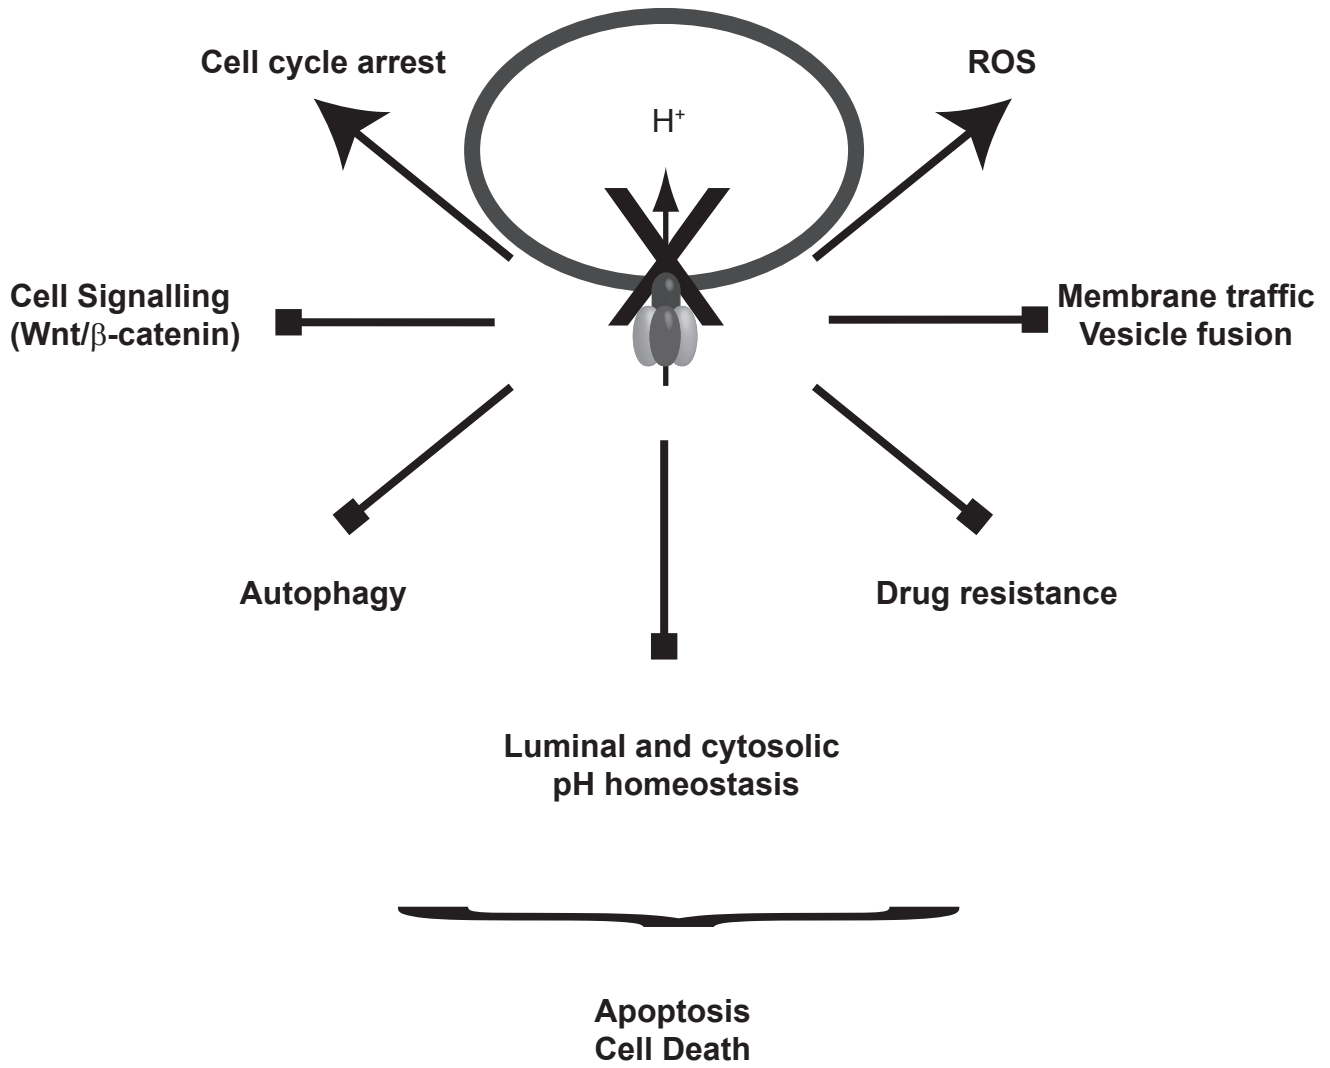 Cell cycle arrest
ROS
H⁺
Cell Signalling
(Wnt/β-catenin)
Membrane traffic
Vesicle fusion
Autophagy
Drug resistance
Luminal and cytosolic
pH homeostasis
Apoptosis
Cell Death